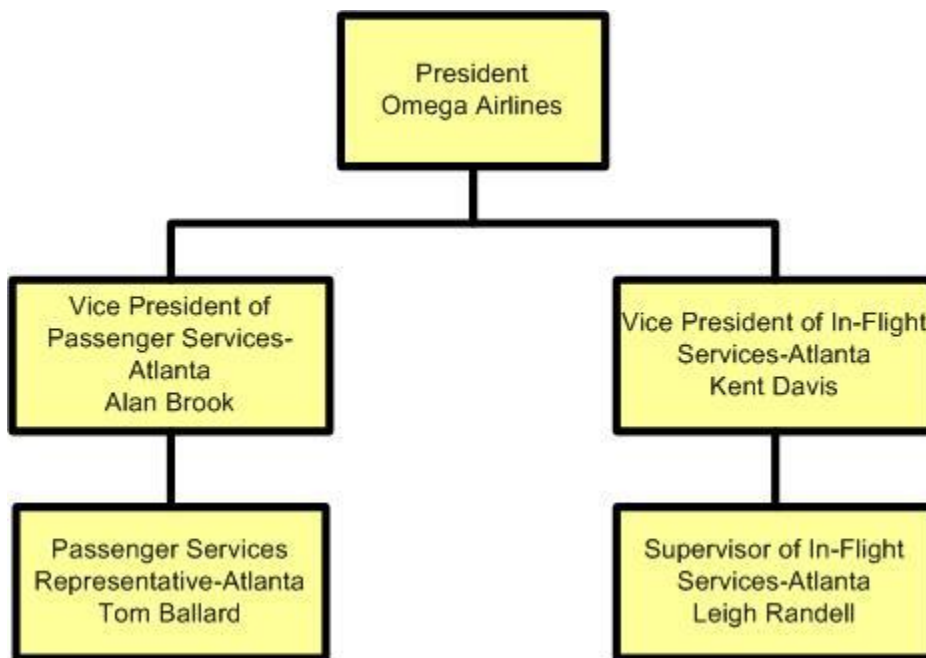 President
Omega Airlines
Vice President of
Passenger Services-
Atlanta
Alan Brook
Vice President of In-Flight
Services-Atlanta
Kent Davis
Passenger Services
Representative-Atlanta
Tom Ballard
Supervisor of In-Flight
Services-Atlanta
Leigh Randell